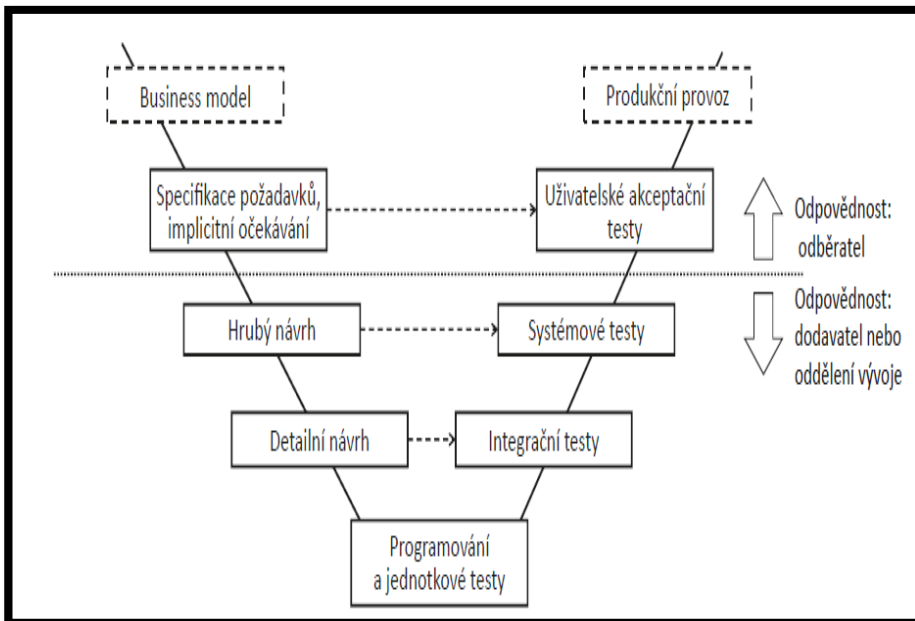 Business model
Produkční provoz
Specifikace požadavků,
implicitní očekávání
Uživatelské akceptační
testy
Odpovědnost:
odběratel
Hrubý návrh
Systémové testy
Odpovědnost:
dodavatel nebo
oddělení vývoje
Detailní návrh
Integrační testy
Programování
a jednotkové testy